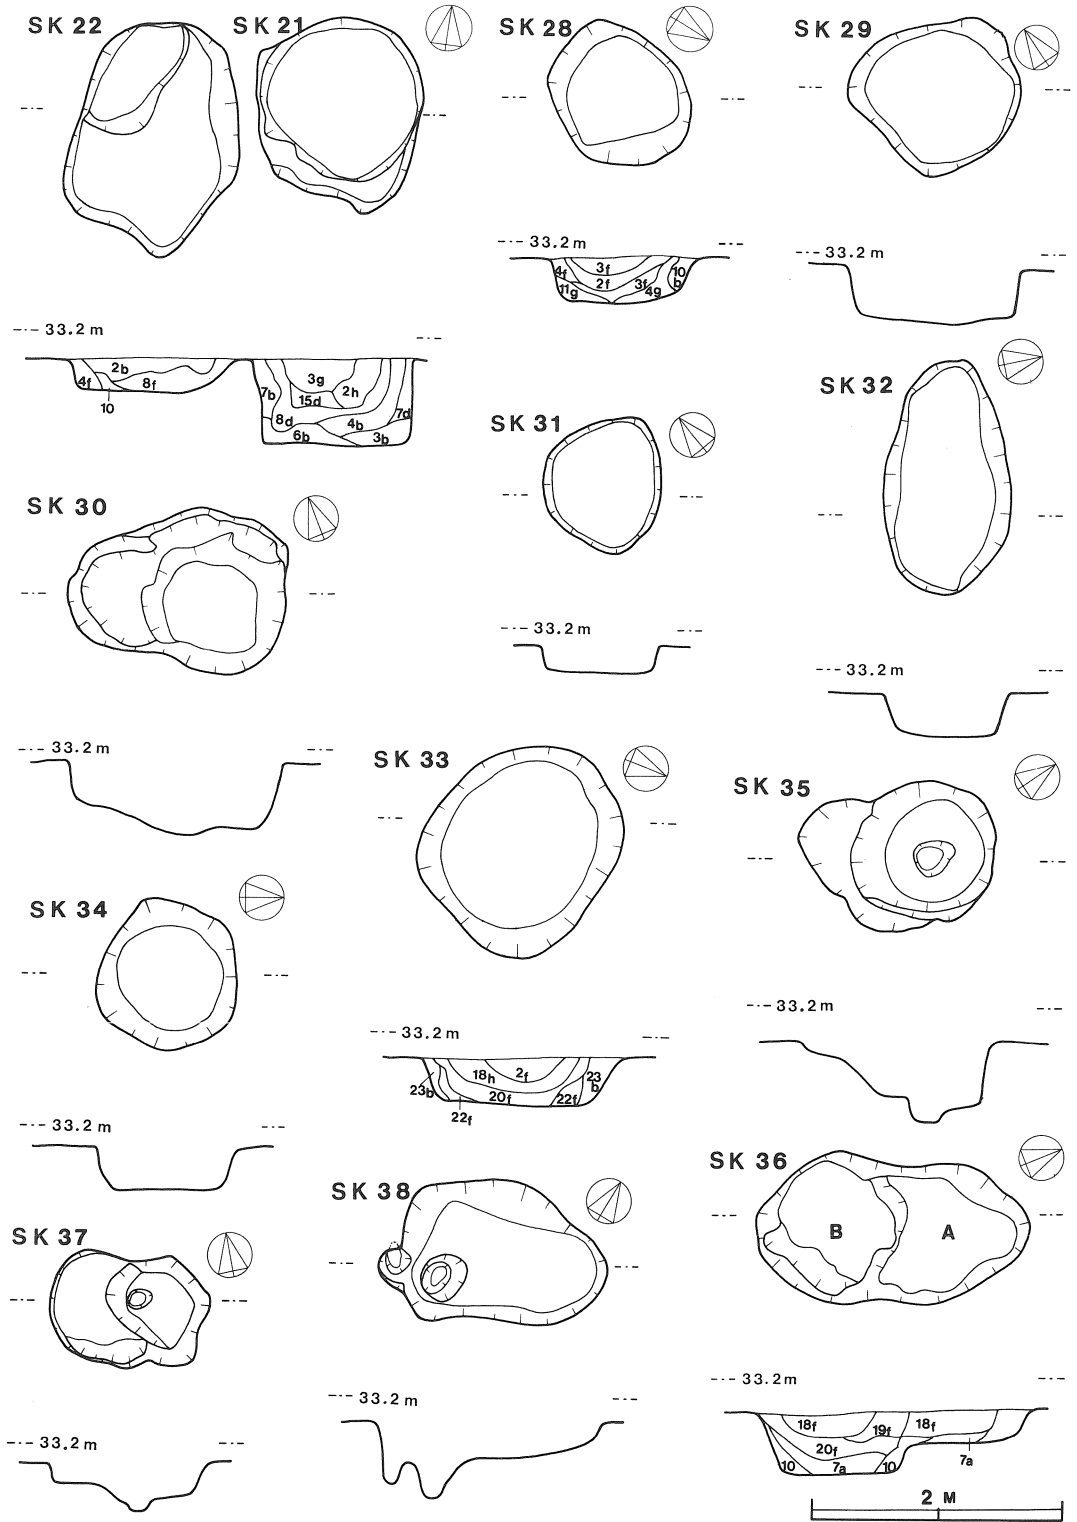 SK 22
SK 21
SK 28
SK 29
33.2 m
3f
4f
10
b
2f
3f
11g
4g
33.2 m
33.2 m
2b
4f
8f
10
3g
7b
2h
15d
8d
4b
7d
6b
3b
SK 32
SK 31
SK 30
33.2 m
33.2 m
33.2 m
SK 33
SK 35
SK 34
33.2 m
33.2 m
18h
2f
23
b
23b
20f
22f
22f
33.2 m
SK 36
SK 38
B
A
SK 37
33.2 m
33.2 m
18f
19f
18f
20f
10
7a
10
7a
33.2 m
2 M